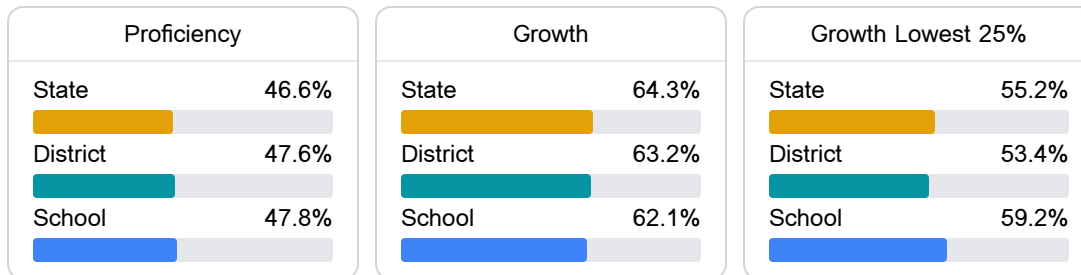 Proficiency
State 46.6%
District 47.6%
School 47.8%
Growth
State 64.3%
District 63.2%
School 62.1%
Growth Lowest 25%
State 55.2%
District 53.4%
School 59.2%